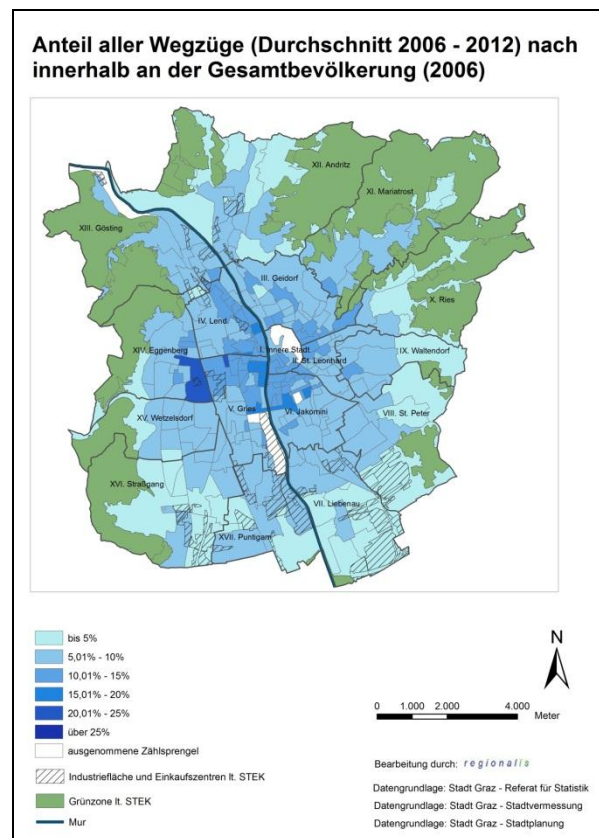 Anteil aller Wegzüge (Durchschnitt 2006 - 2012) nach
innerhalb an der Gesamtbevölkerung (2006)
XII. Andritz
XI. Mariatrost
XIII. Gösting
III. Geidorf
X. Ries
IV. Lend
I. Innere Stadt
IX. Waltendorf
XIV. Eggenberg
II. St. Leonhard
V. Gries
VI. Jakomini
VIII. St. Peter
XV. Wetzelsdorf
XVI. Straßgang
VII. Liebenau
XVII. Puntigam
bis 5%
5,01% - 10%
10,01% - 15%
15,01% - 20%
20,01% - 25%
über 25%
ausgenommene Zählsprengel
Industriefläche und Einkaufszentren lt. STEK
Grünzone lt. STEK
Mur
N
0 1.000 2.000 4.000
Meter
Bearbeitung durch: regionalis
Datengrundlage: Stadt Graz - Referat für Statistik
Datengrundlage: Stadt Graz - Stadtvermessung
Datengrundlage: Stadt Graz - Stadtplanung